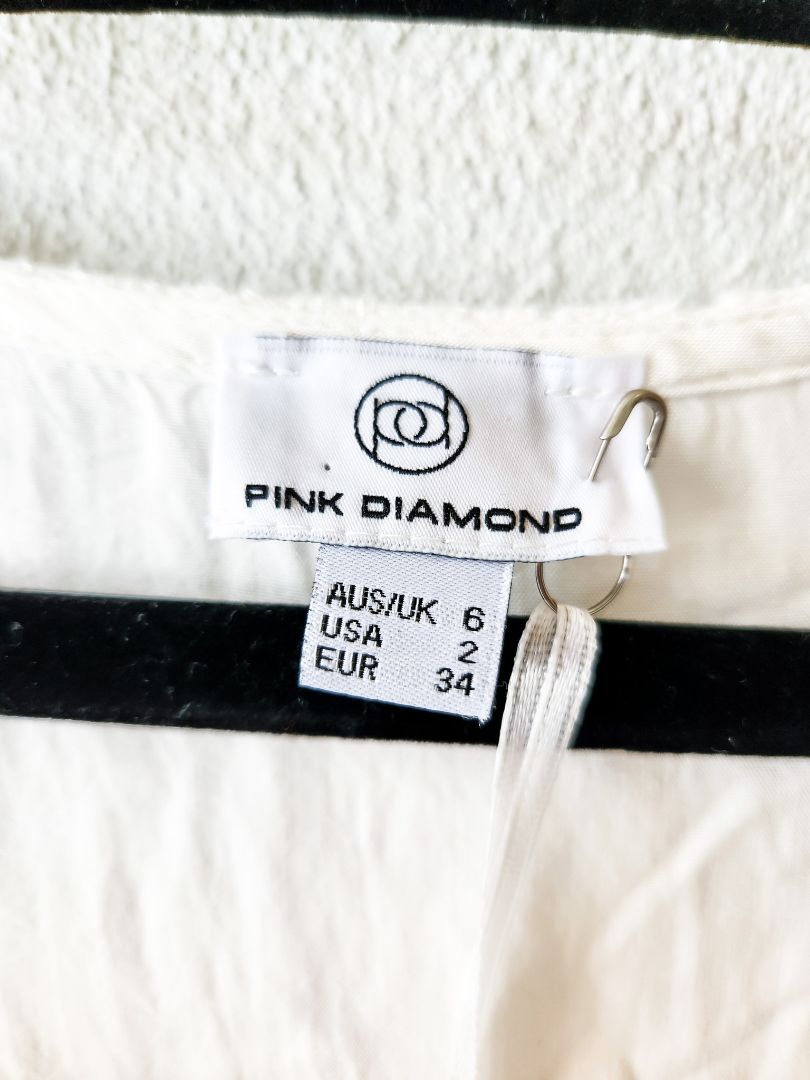 PINK DIAMOND
AUS/UK 6
USA 2
EUR 34